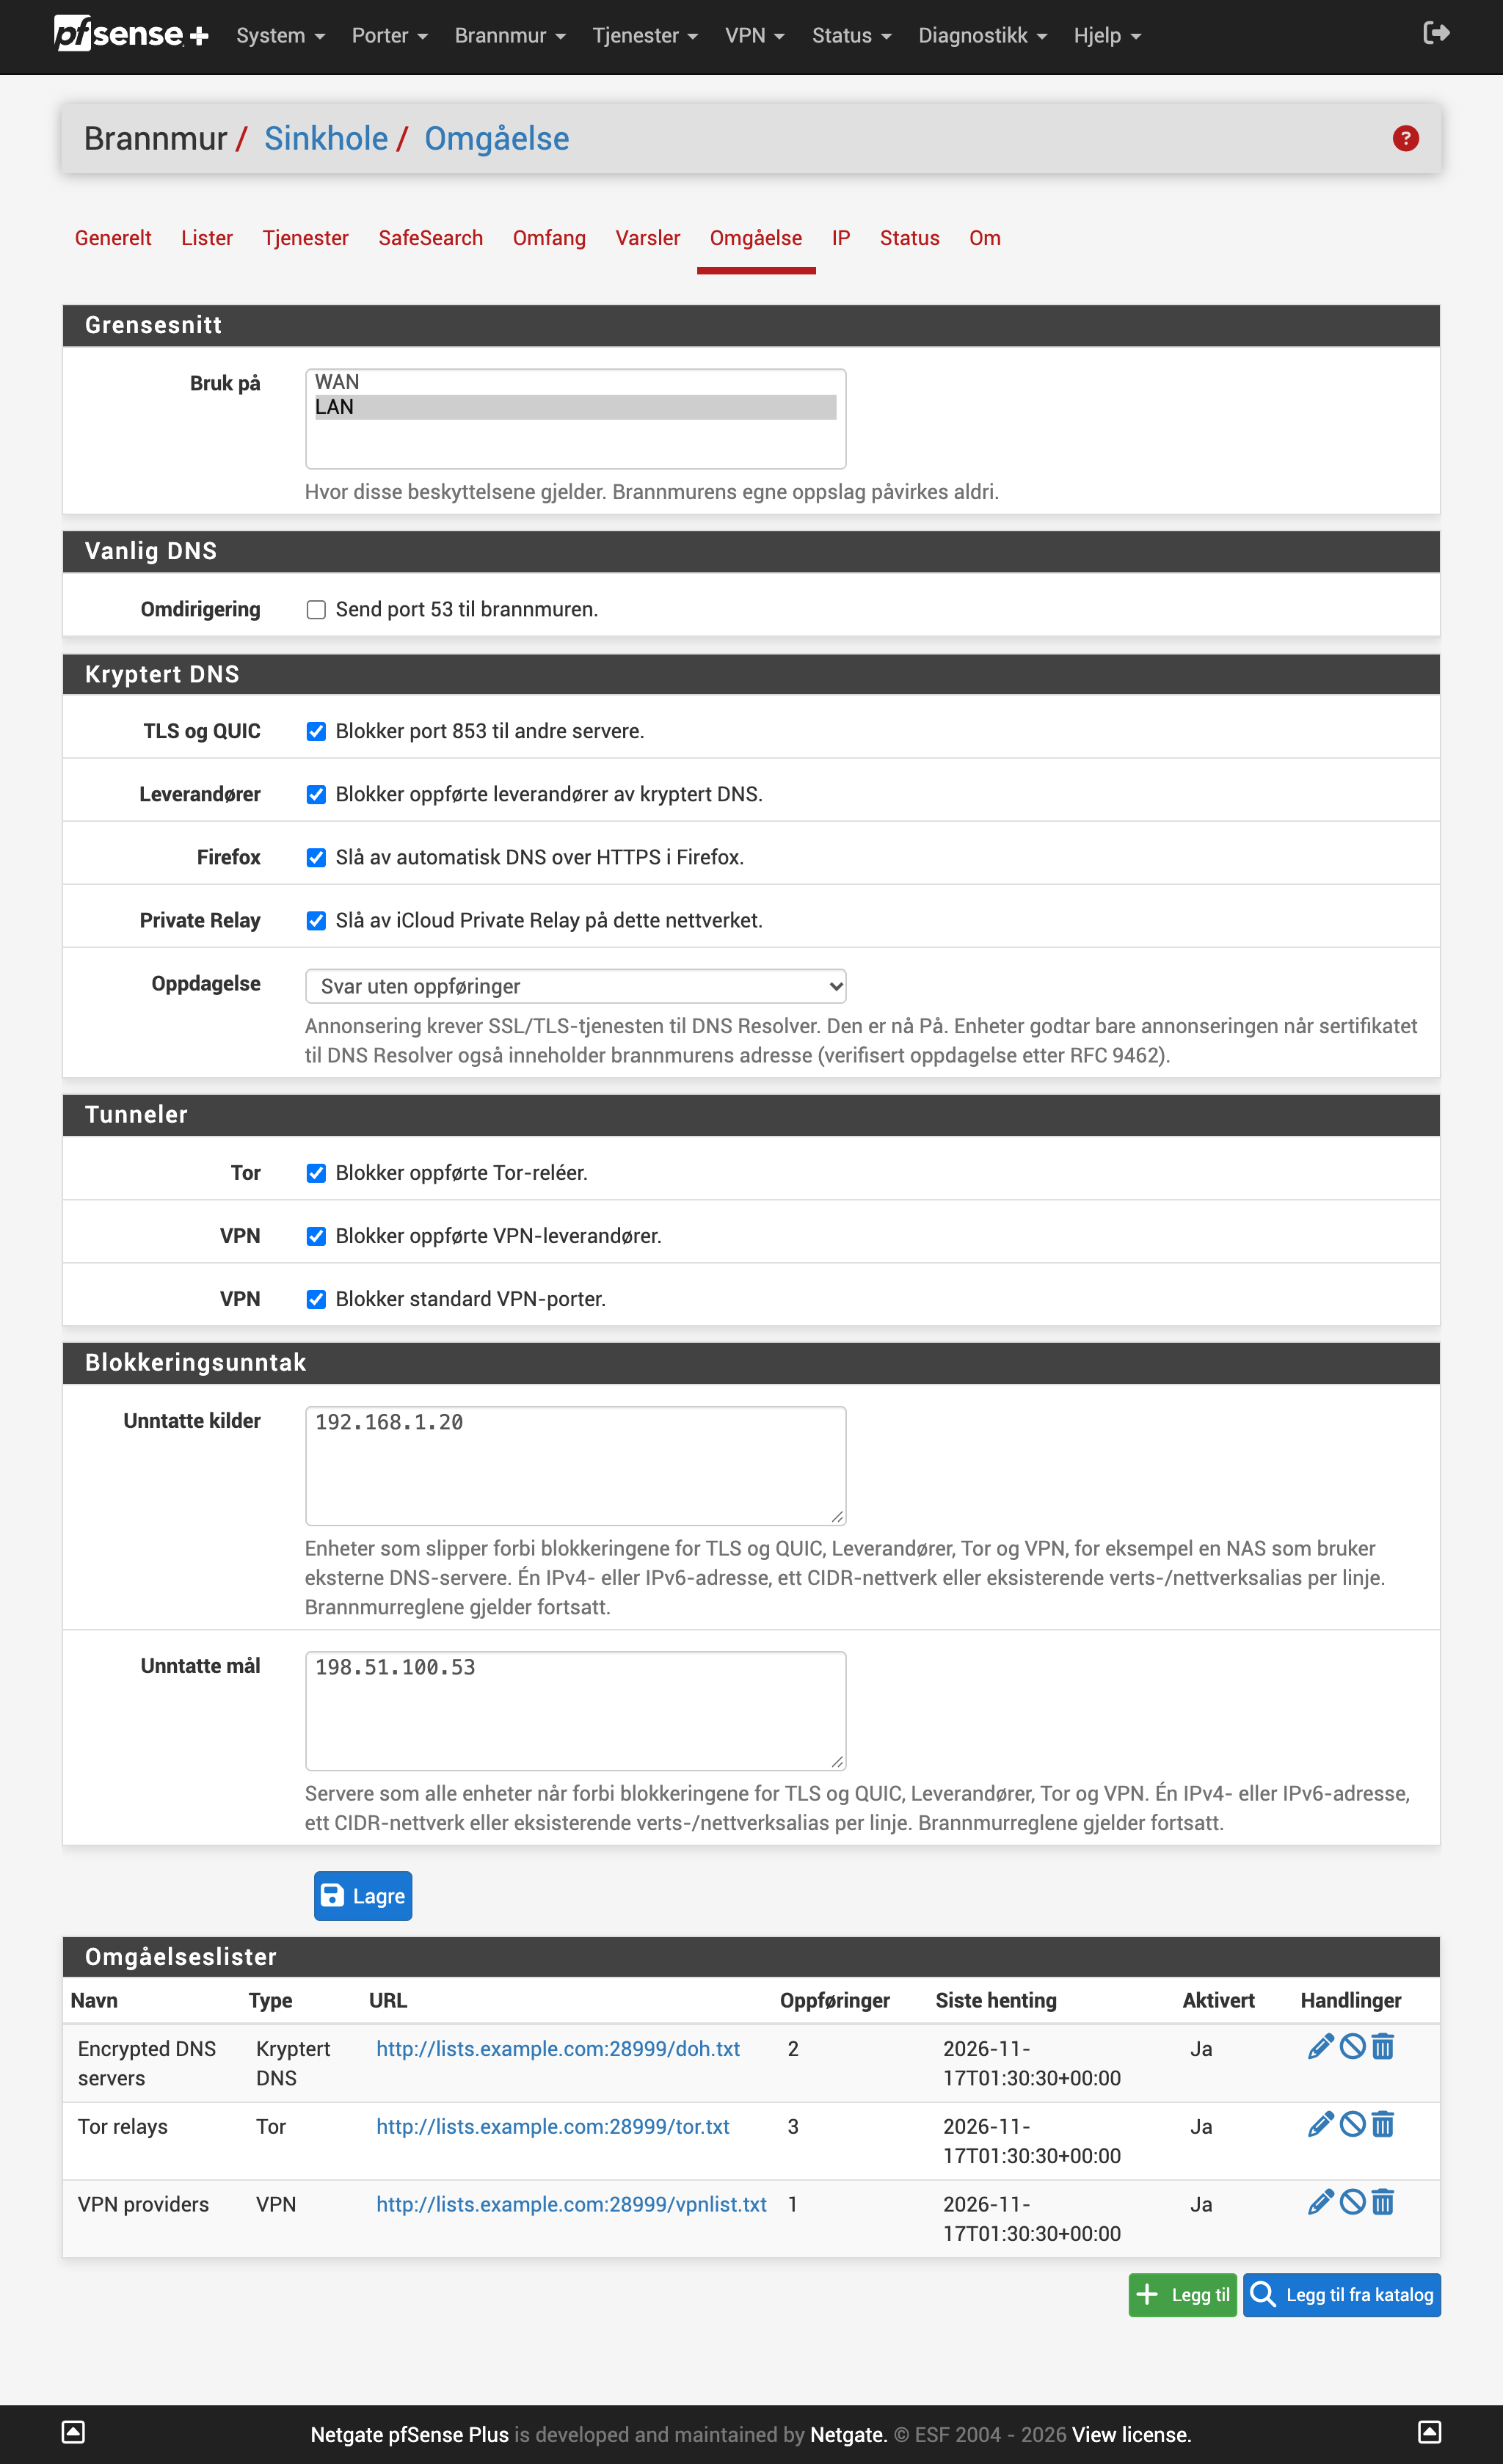 pfsense +
System
Porter
Brannmur
Tjenester
VPN
Status
Diagnostikk
Hjelp
Brannmur / Sinkhole / Omgåelse
?
Generelt
Lister
Tjenester
SafeSearch
Omfang
Varsler
Omgåelse
IP
Status
Om
Grensesnitt
Bruk på
WAN
LAN
Hvor disse beskyttelsene gjelder. Brannmurens egne oppslag påvirkes aldri.
Vanlig DNS
Omdirigering
Send port 53 til brannmuren.
Kryptert DNS
TLS og QUIC
Blokker port 853 til andre servere.
Leverandører
Blokker oppførte leverandører av kryptert DNS.
Firefox
Slå av automatisk DNS over HTTPS i Firefox.
Private Relay
Slå av iCloud Private Relay på dette nettverket.
Oppdagelse
Svar uten oppføringer
Annonsering krever SSL/TLS-tjenesten til DNS Resolver. Den er nå På. Enheter godtar bare annonseringen når sertifikatet
til DNS Resolver også inneholder brannmurens adresse (verifisert oppdagelse etter RFC 9462).
Tunneler
Tor
Blokker oppførte Tor-reléer.
VPN
Blokker oppførte VPN-leverandører.
VPN
Blokker standard VPN-porter.
Blokkeringsunntak
Unntatte kilder
192.168.1.20
Enheter som slipper forbi blokkeringene for TLS og QUIC, Leverandører, Tor og VPN, for eksempel en NAS som bruker
eksterne DNS-servere. Én IPv4- eller IPv6-adresse, ett CIDR-nettverk eller eksisterende verts-/nettverksalias per linje.
Brannmurreglene gjelder fortsatt.
Unntatte mål
198.51.100.53
Servere som alle enheter når forbi blokkeringene for TLS og QUIC, Leverandører, Tor og VPN. Én IPv4- eller IPv6-adresse,
ett CIDR-nettverk eller eksisterende verts-/nettverksalias per linje. Brannmurreglene gjelder fortsatt.
Lagre
Omgåelseslister
Navn
Type
URL
Oppføringer
Siste henting
Aktivert
Handlinger
Encrypted DNS
servers
Kryptert
DNS
http://lists.example.com:28999/doh.txt
2
2026-11-
17T01:30:30+00:00
Ja
Tor relays
Tor
http://lists.example.com:28999/tor.txt
3
2026-11-
17T01:30:30+00:00
Ja
VPN providers
VPN
http://lists.example.com:28999/vpnlist.txt
1
2026-11-
17T01:30:30+00:00
Ja
Legg til
Legg til fra katalog
Netgate pfSense Plus is developed and maintained by Netgate. © ESF 2004 - 2026 View license.